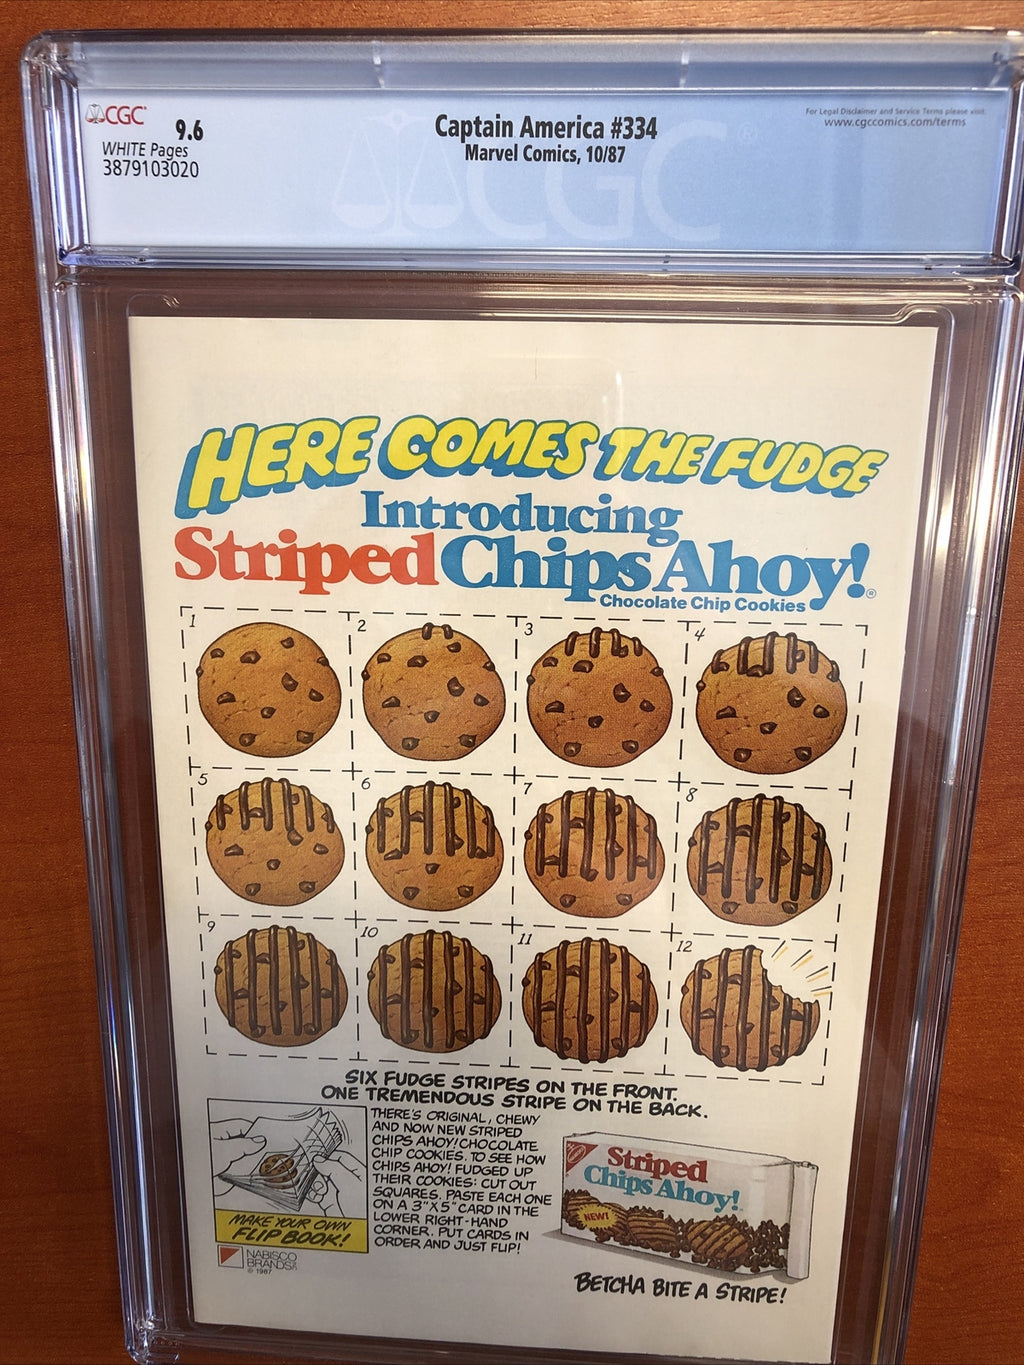 CGC
9.6
WHITE Pages
3879103020
Captain America #334
Marvel Comics, 10/87
For Legal Disclaimer and Service Terms please visit:
www.cgccomics.com/terms
CGC
HERE COMES THE FUDGE
Introducing
Striped Chips Ahoy!®
Chocolate Chip Cookies
1 2 3 4
5 6 7 8
9 10 11 12
SIX FUDGE STRIPES ON THE FRONT.
ONE TREMENDOUS STRIPE ON THE BACK.
MAKE YOUR OWN
FLIP BOOK!
THERE'S ORIGINAL, CHEWY
AND NOW NEW STRIPED
CHIPS AHOY! CHOCOLATE
CHIP COOKIES. TO SEE HOW
CHIPS AHOY! FUDGED UP
THEIR COOKIES: CUT OUT
SQUARES. PASTE EACH ONE
ON A 3"X5" CARD IN THE
LOWER RIGHT-HAND
CORNER. PUT CARDS IN
ORDER AND JUST FLIP!
NABISCO
BRANDS
© 1987
Striped
Chips Ahoy!
NEW!
BETCHA BITE A STRIPE!